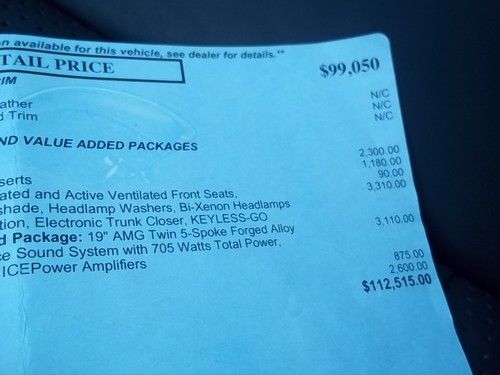 an available for this vehicle, see dealer for details.**
TAIL PRICE $99,050
RIM
ather N/C
d Trim N/C
N/C
ND VALUE ADDED PACKAGES
2,300.00
1,180.00
serts 90.00
ated and Active Ventilated Front Seats, 3,310.00
shade, Headlamp Washers, Bi-Xenon Headlamps
tion, Electronic Trunk Closer, KEYLESS-GO
d Package: 19" AMG Twin 5-Spoke Forged Alloy 3,110.00
ce Sound System with 705 Watts Total Power,
ICEPower Amplifiers 875.00
2,600.00
$112,515.00